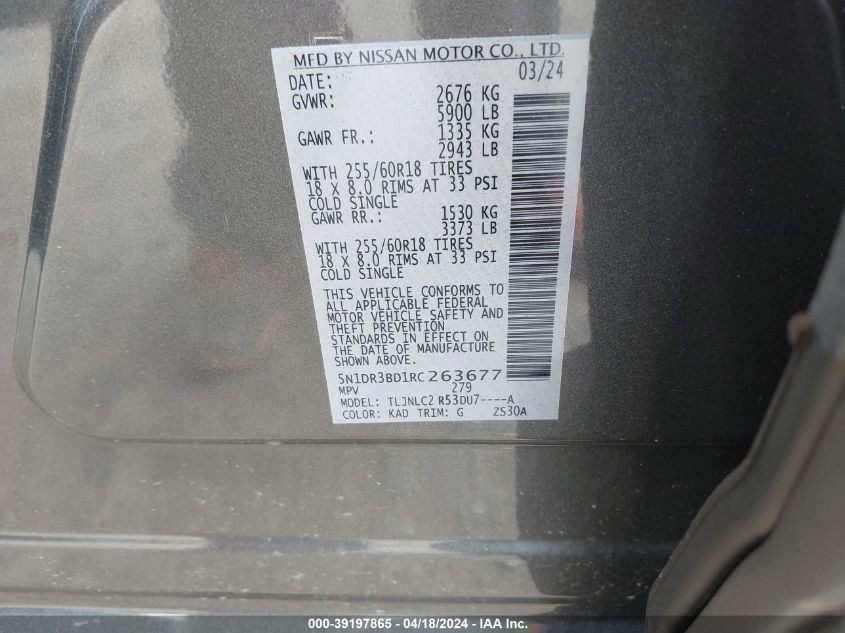 MFD BY NISSAN MOTOR CO., LTD.
DATE: 03/24
GVWR: 2676 KG
5900 LB
GAWR FR.: 1335 KG
2943 LB
WITH 255/60R18 TIRES
18 X 8.0 RIMS AT 33 PSI
COLD SINGLE
GAWR RR.: 1530 KG
3373 LB
WITH 255/60R18 TIRES
18 X 8.0 RIMS AT 33 PSI
COLD SINGLE
THIS VEHICLE CONFORMS TO
ALL APPLICABLE FEDERAL
MOTOR VEHICLE SAFETY AND
THEFT PREVENTION
STANDARDS IN EFFECT ON
THE DATE OF MANUFACTURE
SHOWN ABOVE.
5N1DR3BD1RC263677
MPV 279
MODEL: TLJNLC2 R53DU7----A
COLOR: KAD TRIM: G ZS30A
000-39197865 - 04/18/2024 - IAA Inc.